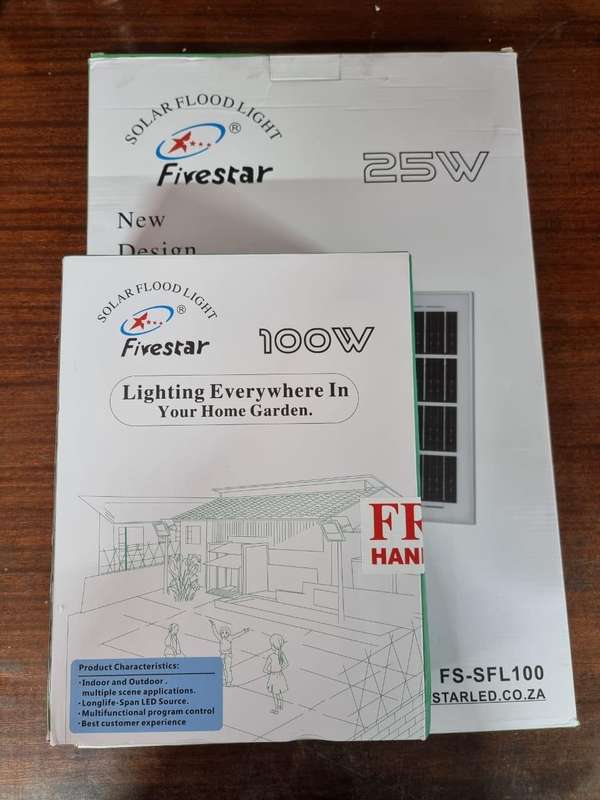 SOLAR FLOOD LIGHT
®
Fivestar
25W
New
Design
SOLAR FLOOD LIGHT
®
Fivestar
100W
Lighting Everywhere In
Your Home Garden.
FR
HAN
Product Characteristics:
·Indoor and Outdoor .
multiple scene applications.
·Longlife-Span LED Source.
·Multifunctional program control
·Best customer experience
FS-SFL100
STARLED.CO.ZA